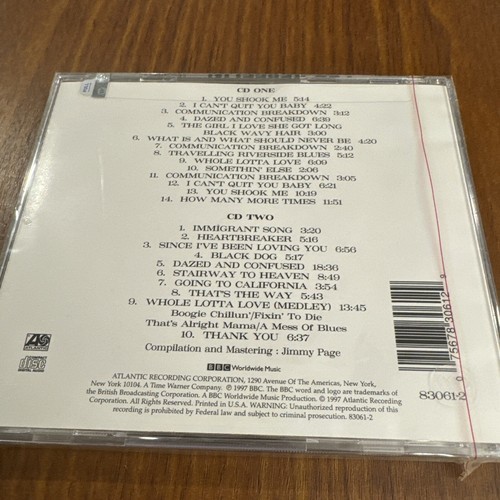 CD ONE
1. YOU SHOOK ME 5:14
2. I CAN'T QUIT YOU BABY 4:22
3. COMMUNICATION BREAKDOWN 3:12
4. DAZED AND CONFUSED 6:39
5. THE GIRL I LOVE SHE GOT LONG
BLACK WAVY HAIR 3:00
6. WHAT IS AND WHAT SHOULD NEVER BE 4:20
7. COMMUNICATION BREAKDOWN 2:40
8. TRAVELLING RIVERSIDE BLUES 5:12
9. WHOLE LOTTA LOVE 6:09
10. SOMETHIN' ELSE 2:06
11. COMMUNICATION BREAKDOWN 3:05
12. I CAN'T QUIT YOU BABY 6:21
13. YOU SHOOK ME 10:19
14. HOW MANY MORE TIMES 11:51
CD TWO
1. IMMIGRANT SONG 3:20
2. HEARTBREAKER 5:16
3. SINCE I'VE BEEN LOVING YOU 6:56
4. BLACK DOG 5:17
5. DAZED AND CONFUSED 18:36
6. STAIRWAY TO HEAVEN 8:49
7. GOING TO CALIFORNIA 3:54
8. THAT'S THE WAY 5:43
9. WHOLE LOTTA LOVE (MEDLEY) 13:45
Boogie Chillun'/Fixin' To Die
That's Alright Mama/A Mess Of Blues
10. THANK YOU 6:37
Compilation and Mastering : Jimmy Page
ATLANTIC
disc
BBC Worldwide Music
ATLANTIC RECORDING CORPORATION, 1290 Avenue Of The Americas, New York,
New York 10104. A Time Warner Company. © 1997 BBC. The BBC word and logo are trademarks of
the British Broadcasting Corporation. A BBC Worldwide Music Production. © 1997 Atlantic Recording
Corporation. All Rights Reserved. Printed in U.S.A. WARNING: Unauthorized reproduction of this
recording is prohibited by Federal law and subject to criminal prosecution. 83061-2
0 75678 30612 9
83061-2